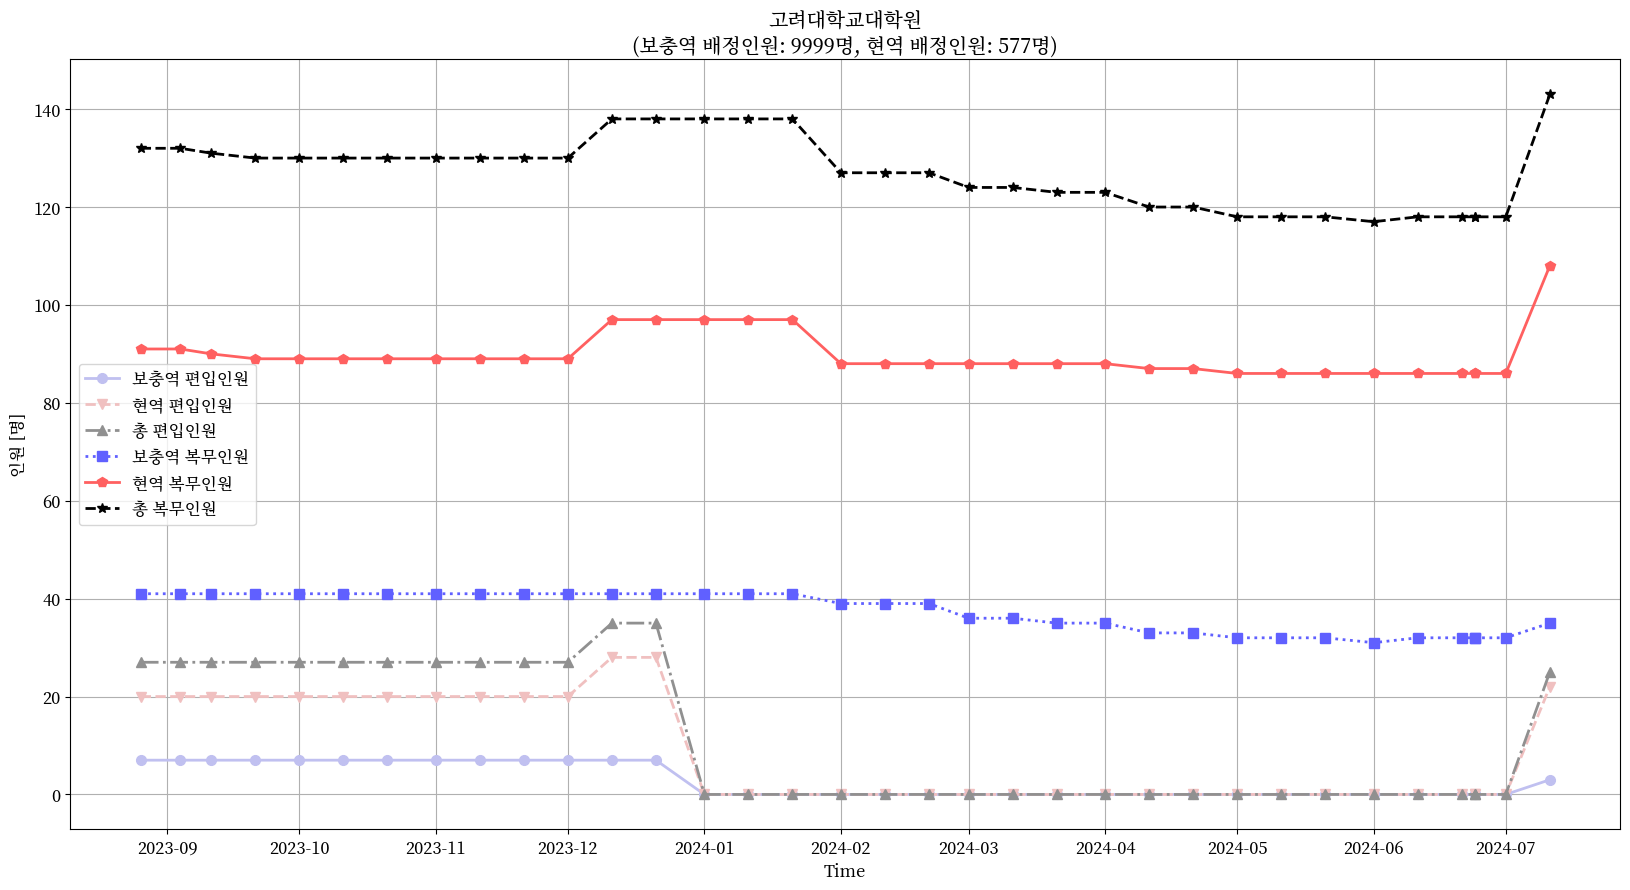 고려대학교대학원
(보충역 배정인원: 9999명, 현역 배정인원: 577명)
인원 [명]
140
120
100
80
60
40
20
0
보충역 편입인원
현역 편입인원
총 편입인원
보충역 복무인원
현역 복무인원
총 복무인원
2023-09 2023-10 2023-11 2023-12 2024-01 2024-02 2024-03 2024-04 2024-05 2024-06 2024-07
Time